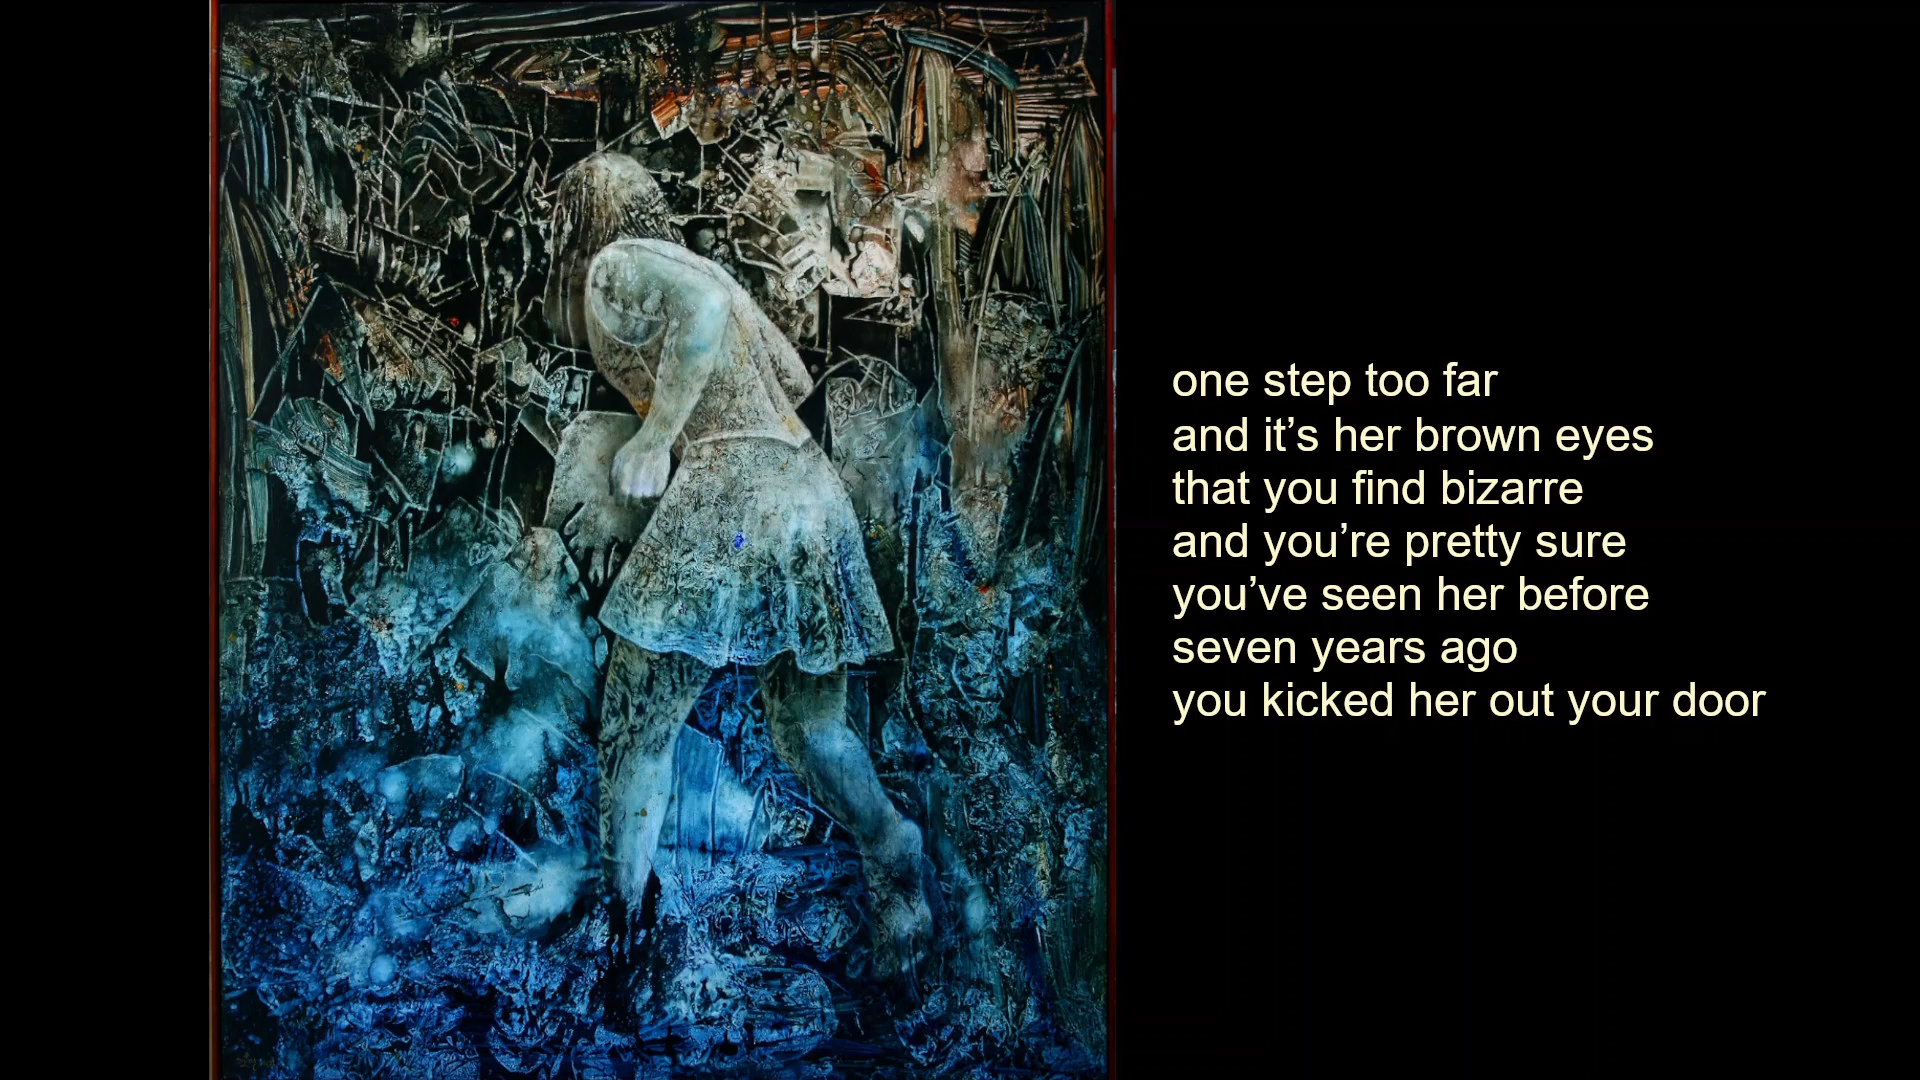 one step too far
and it’s her brown eyes
that you find bizarre
and you’re pretty sure
you’ve seen her before
seven years ago
you kicked her out your door